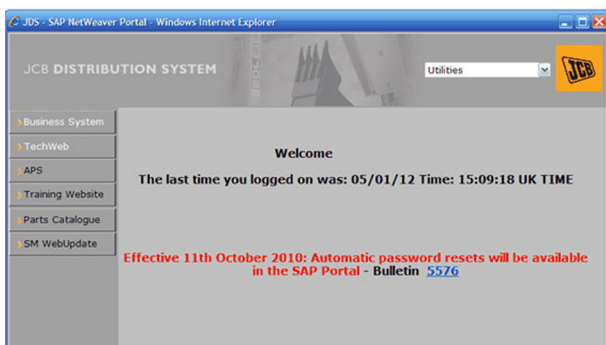 JDS - SAP NetWeaver Portal - Windows Internet Explorer
JCB DISTRIBUTION SYSTEM
Utilities
JCB
Business System
TechWeb
APS
Training Website
Parts Catalogue
SM WebUpdate
Welcome
The last time you logged on was: 05/01/12 Time: 15:09:18 UK TIME
Effective 11th October 2010: Automatic password resets will be available
in the SAP Portal - Bulletin 5576